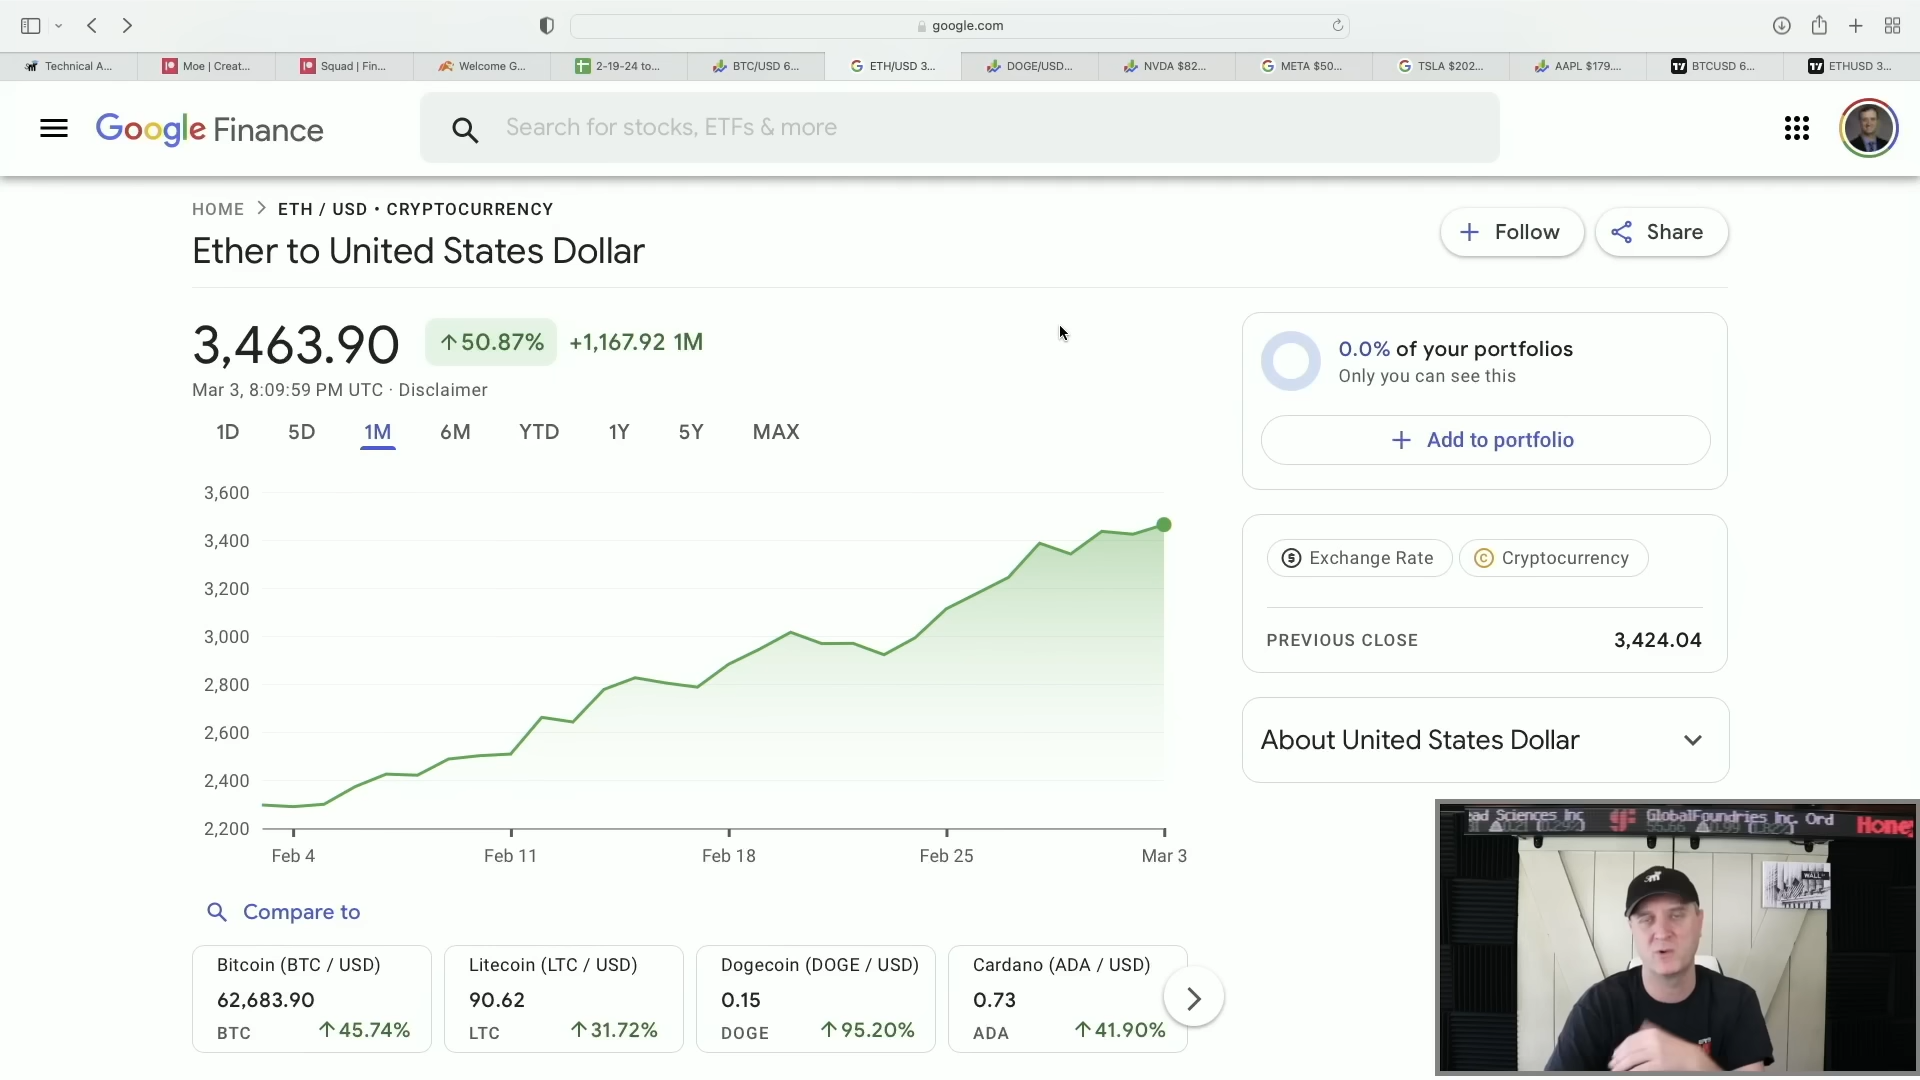 google.com
Technical A...
Moe | Creat...
Squad | Fin...
Welcome G...
2-19-24 to...
BTC/USD 6...
ETH/USD 3...
DOGE/USD...
NVDA $82...
META $50...
TSLA $202...
AAPL $179....
BTCUSD 6...
ETHUSD 3...
Google Finance
Search for stocks, ETFs & more
HOME > ETH / USD • CRYPTOCURRENCY
Ether to United States Dollar
+ Follow
Share
3,463.90 ↑50.87% +1,167.92 1M
Mar 3, 8:09:59 PM UTC · Disclaimer
1D 5D 1M 6M YTD 1Y 5Y MAX
3,600
3,400
3,200
3,000
2,800
2,600
2,400
2,200
Feb 4 Feb 11 Feb 18 Feb 25 Mar 3
0.0% of your portfolios
Only you can see this
+ Add to portfolio
Exchange Rate
Cryptocurrency
PREVIOUS CLOSE 3,424.04
About United States Dollar
Compare to
Bitcoin (BTC / USD)
62,683.90
BTC ↑45.74%
Litecoin (LTC / USD)
90.62
LTC ↑31.72%
Dogecoin (DOGE / USD)
0.15
DOGE ↑95.20%
Cardano (ADA / USD)
0.73
ADA ↑41.90%
ead Sciences Inc GlobalFoundries Inc. Ord
WALL